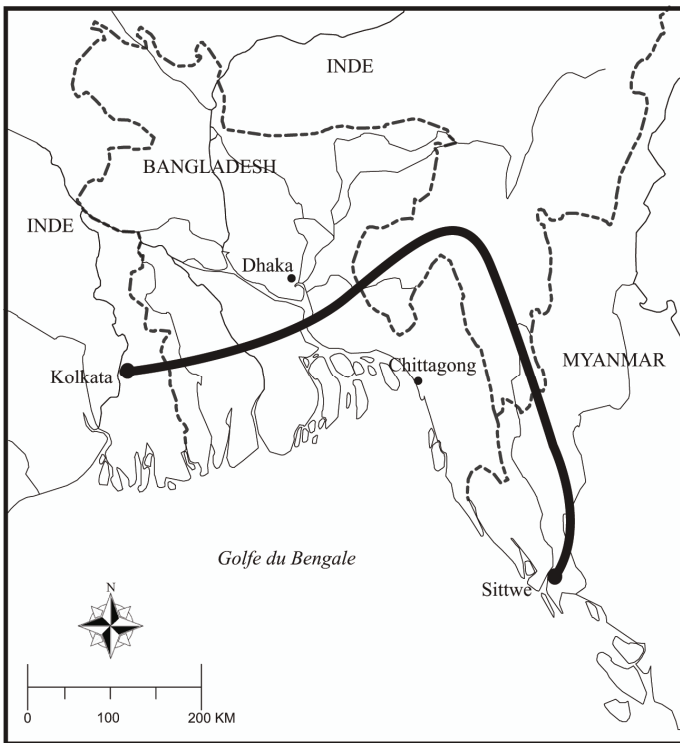 INDE
BANGLADESH
INDE
Dhaka
Kolkata
Chittagong
MYANMAR
Golfe du Bengale
Sittwe
N
0 100 200 KM